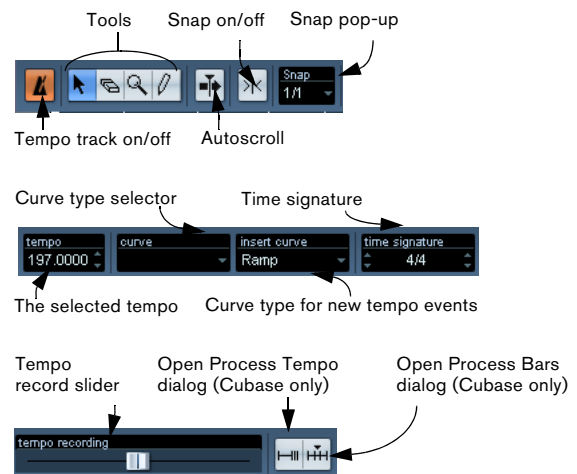 Tools
Snap on/off
Snap pop-up
Snap
1/1
Tempo track on/off
Autoscroll
Curve type selector
Time signature
tempo
curve
insert curve
time signature
197.0000
Ramp
4/4
The selected tempo
Curve type for new tempo events
Tempo
record slider
Open Process Tempo
dialog (Cubase only)
Open Process Bars
dialog (Cubase only)
tempo recording